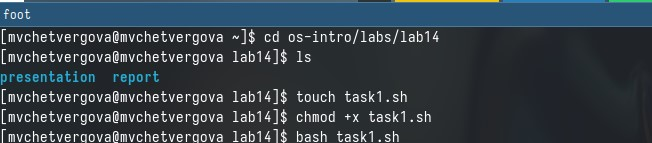 foot
[mvchetvergova@mvchetvergova ~]$ cd os-intro/labs/lab14
[mvchetvergova@mvchetvergova lab14]$ ls
presentation  report
[mvchetvergova@mvchetvergova lab14]$ touch task1.sh
[mvchetvergova@mvchetvergova lab14]$ chmod +x task1.sh
[mvchetvergova@mvchetvergova lab14]$ bash task1.sh